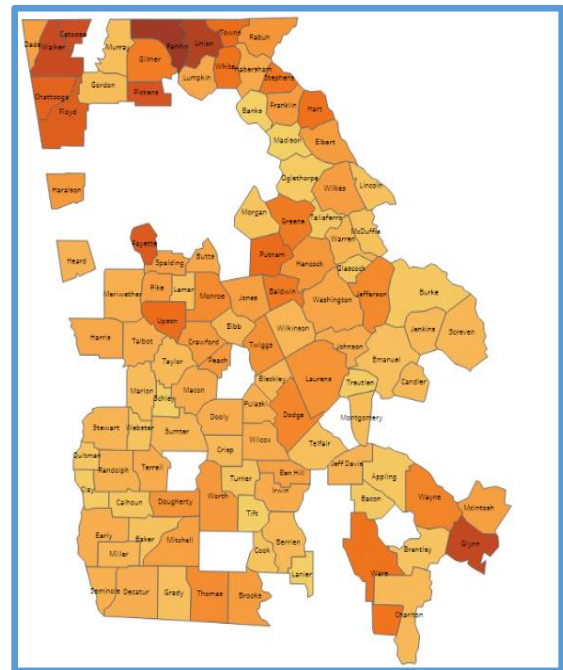 Catoosa
Dade
Walker
Murray
Fannin
Union
Towns
Rabun
Gilmer
White
Habersham
Lumpkin
Stephens
Chattooga
Gordon
Pickens
Floyd
Banks
Franklin
Hart
Madison
Elbert
Oglethorpe
Wilkes
Lincoln
Haralson
Morgan
Greene
Taliaferro
McDuffie
Warren
Fayette
Heard
Spalding
Butts
Putnam
Hancock
Glascock
Meriwether
Pike
Lamar
Monroe
Jones
Baldwin
Washington
Jefferson
Burke
Upson
Bibb
Wilkinson
Jenkins
Screven
Harris
Talbot
Crawford
Twiggs
Johnson
Emanuel
Taylor
Peach
Laurens
Candler
Marion
Macon
Bleckley
Treutlen
Schley
Pulaski
Dodge
Montgomery
Stewart
Webster
Sumter
Dooly
Wilcox
Telfair
Crisp
Quitman
Randolph
Terrell
Ben Hill
Jeff Davis
Appling
Turner
Irwin
Clay
Calhoun
Dougherty
Worth
Tift
Bacon
Wayne
McIntosh
Early
Baker
Mitchell
Berrien
Cook
Brantley
Glynn
Miller
Lanier
Ware
Seminole
Decatur
Grady
Thomas
Brooks
Charlton